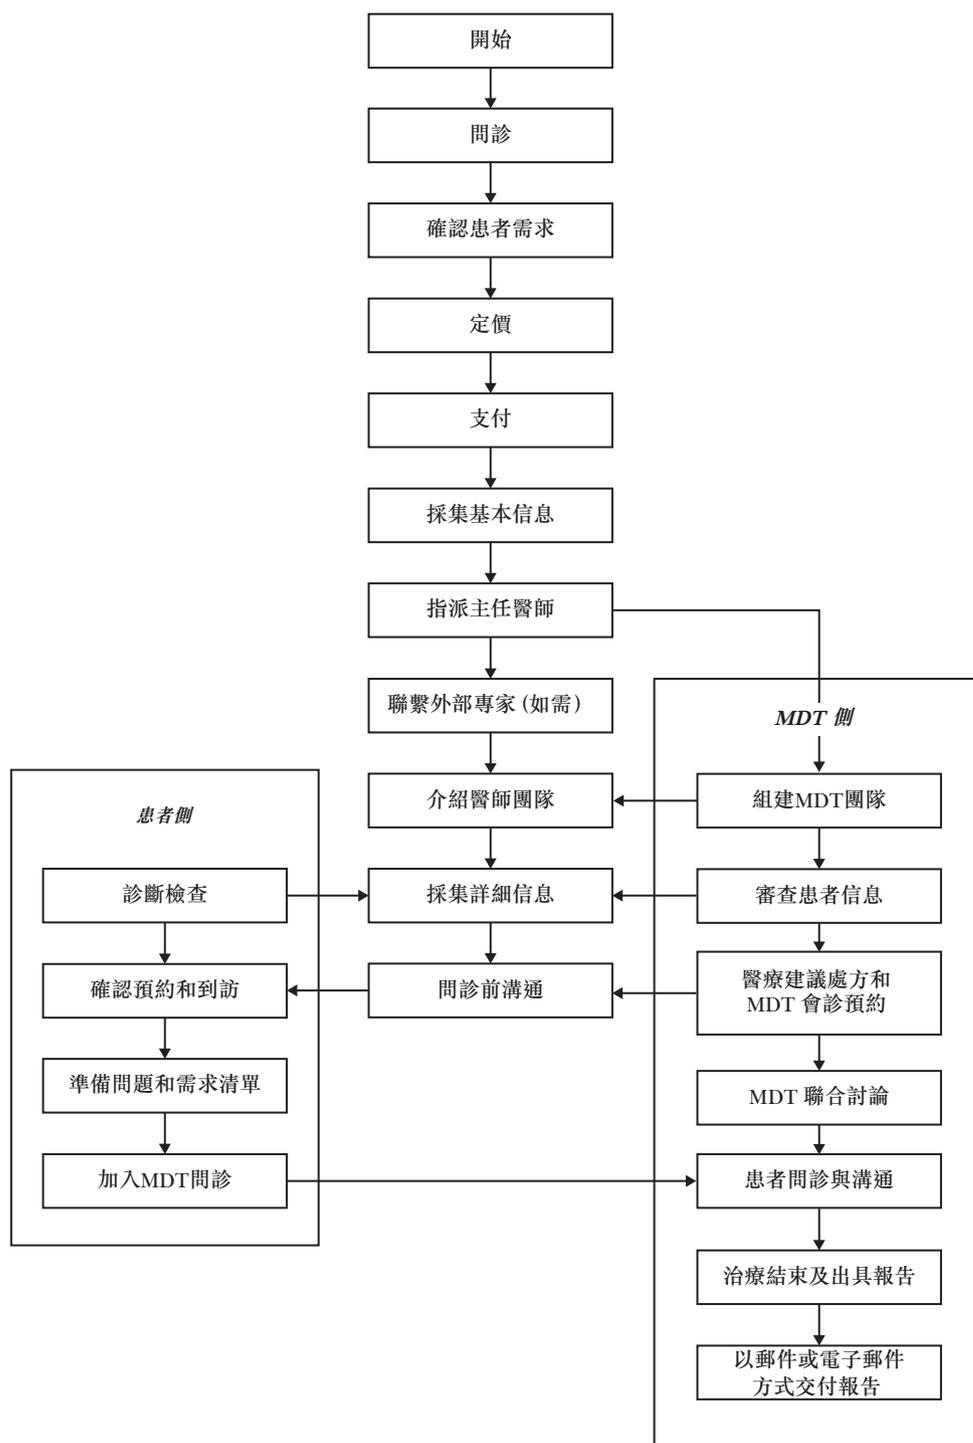 開始
問診
確認患者需求
定價
支付
採集基本信息
指派主任醫師
聯繫外部專家 (如需)
MDT 側
介紹醫師團隊
組建MDT團隊
患者側
診斷檢查
採集詳細信息
審查患者信息
確認預約和到訪
問診前溝通
醫療建議處方和
MDT 會診預約
準備問題和需求清單
MDT 聯合討論
加入MDT問診
患者問診與溝通
治療結束及出具報告
以郵件或電子郵件
方式交付報告